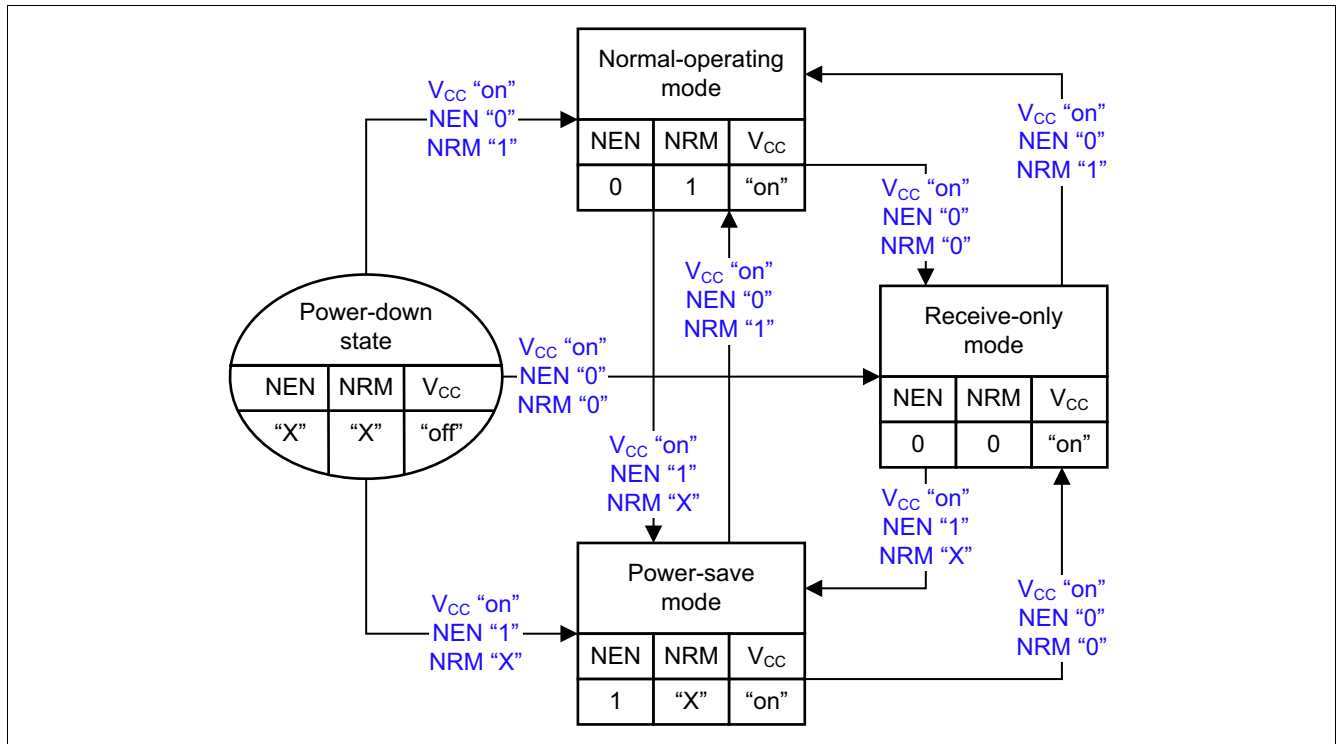 Normal-operating
mode
NEN NRM VCC
0 1 “on”
VCC “on”
NEN “0”
NRM “1”
VCC “on”
NEN “0”
NRM “1”
VCC “on”
NEN “0”
NRM “0”
VCC “on”
NEN “0”
NRM “1”
Power-down
state
NEN NRM VCC
“X” “X” “off”
VCC “on”
NEN “0”
NRM “0”
Receive-only
mode
NEN NRM VCC
0 0 “on”
VCC “on”
NEN “1”
NRM “X”
VCC “on”
NEN “1”
NRM “X”
VCC “on”
NEN “1”
NRM “X”
Power-save
mode
NEN NRM VCC
1 “X” “on”
VCC “on”
NEN “0”
NRM “0”